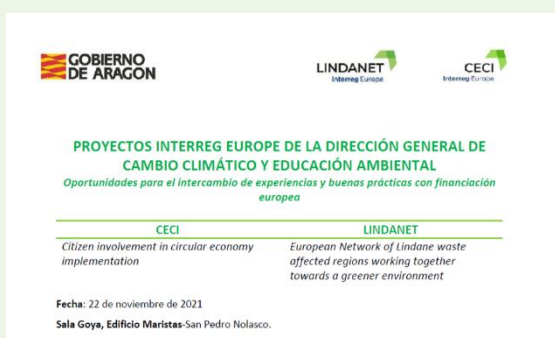 GOBIERNO
DE ARAGON
LINDANET
Interreg Europe
CECI
Interreg Europe
PROYECTOS INTERREG EUROPE DE LA DIRECCIÓN GENERAL DE
CAMBIO CLIMÁTICO Y EDUCACIÓN AMBIENTAL
Oportunidades para el intercambio de experiencias y buenas prácticas con financiación
europea
CECI
Citizen involvement in circular economy
implementation
LINDANET
European Network of Lindane waste
affected regions working together
towards a greener environment
Fecha: 22 de noviembre de 2021
Sala Goya, Edificio Maristas-San Pedro Nolasco.